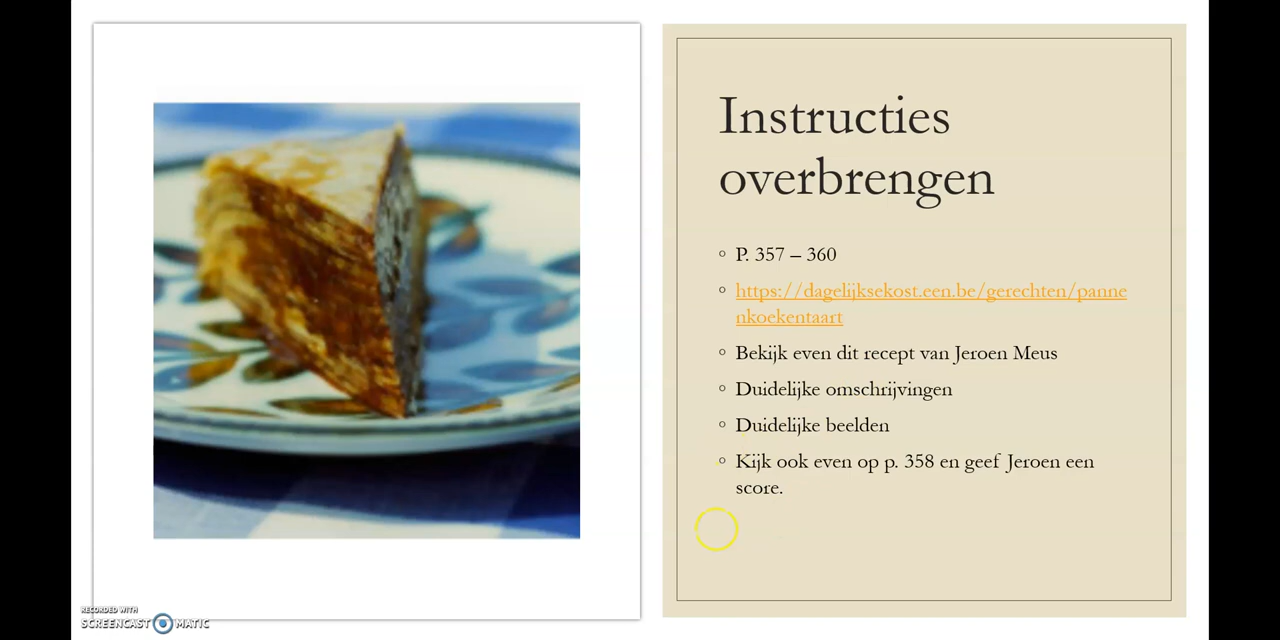 Instructies
overbrengen
P. 357 – 360
https://dagelijksekost.een.be/gerechten/panne
nkoekentaart
Bekijk even dit recept van Jeroen Meus
Duidelijke omschrijvingen
Duidelijke beelden
Kijk ook even op p. 358 en geef Jeroen een
score.
RECORDED WITH
SCREENCAST MATIC